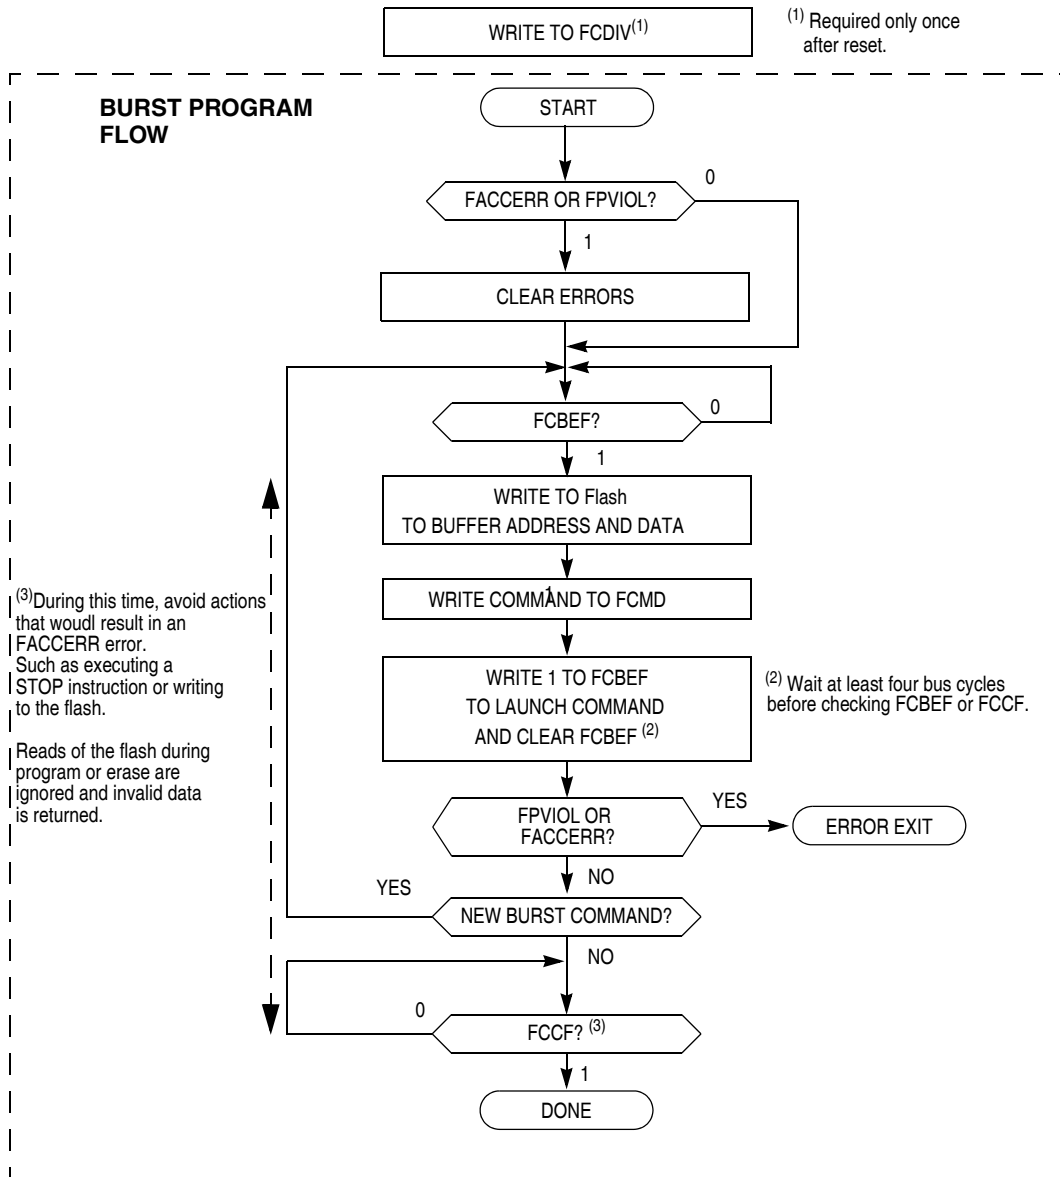 WRITE TO FCDIV(1)
(1) Required only once
after reset.
BURST PROGRAM
FLOW
START
FACCERR OR FPVIOL?
0
1
CLEAR ERRORS
FCBEF?
0
1
WRITE TO Flash
TO BUFFER ADDRESS AND DATA
WRITE COMMAND TO FCMD
1
WRITE 1 TO FCBEF
TO LAUNCH COMMAND
AND CLEAR FCBEF (2)
(2) Wait at least four bus cycles
before checking FCBEF or FCCF.
(3)During this time, avoid actions
that woudl result in an
FACCERR error.
Such as executing a
STOP instruction or writing
to the flash.
Reads of the flash during
program or erase are
ignored and invalid data
is returned.
FPVIOL OR
FACCERR?
YES
ERROR EXIT
NO
YES
NEW BURST COMMAND?
NO
0
FCCF? (3)
1
DONE